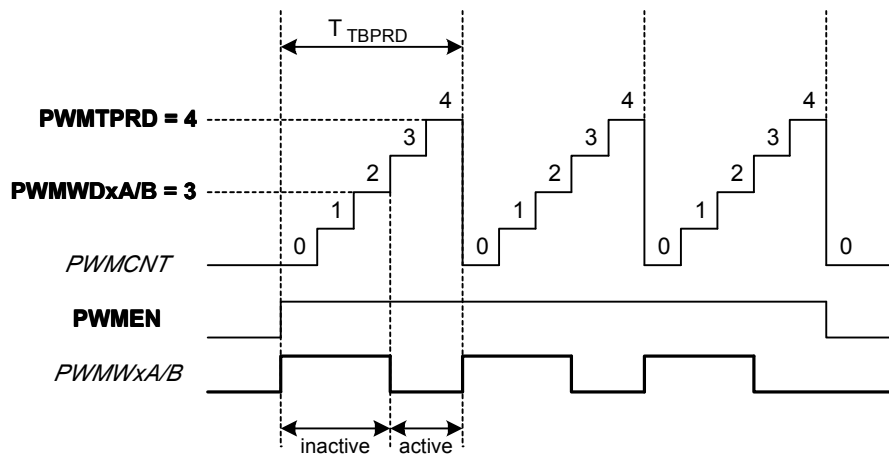 T TBPRD
4 4 4
PWMTPRD = 4
3 3 3
2 2 2
PWMWDxA/B = 3
1 1 1
0 0 0 0
PWMCNT
PWMEN
PWMWxA/B
inactive active